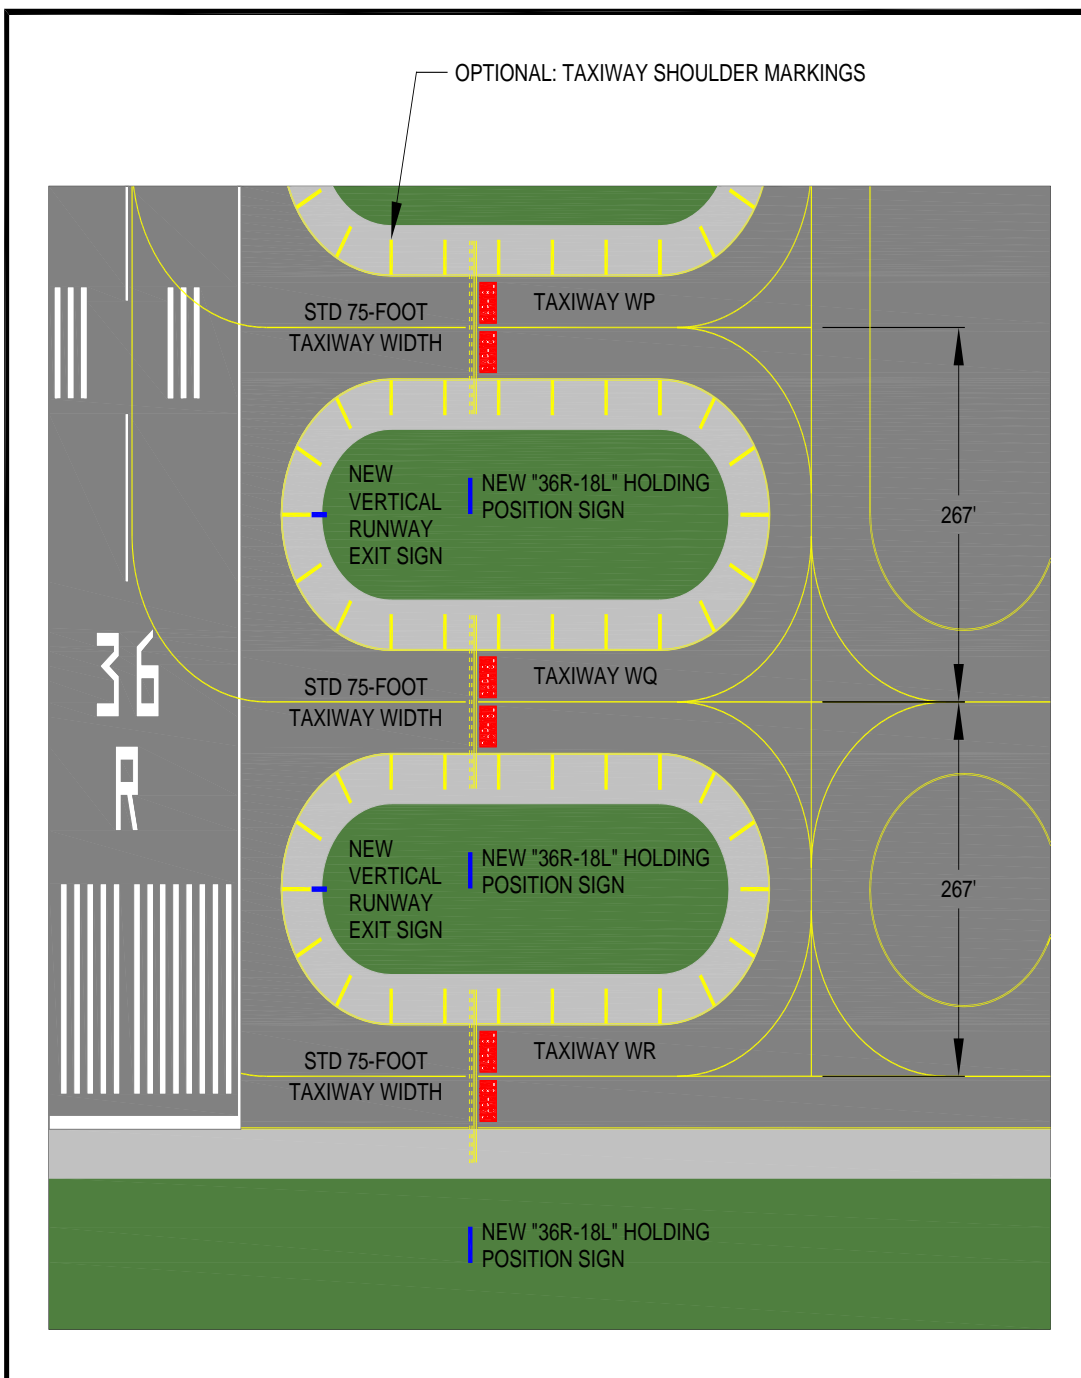 OPTIONAL: TAXIWAY SHOULDER MARKINGS
TAXIWAY WP
STD 75-FOOT
TAXIWAY WIDTH
NEW
VERTICAL
RUNWAY
EXIT SIGN
NEW "36R-18L" HOLDING
POSITION SIGN
267'
36
R
TAXIWAY WQ
STD 75-FOOT
TAXIWAY WIDTH
NEW
VERTICAL
RUNWAY
EXIT SIGN
NEW "36R-18L" HOLDING
POSITION SIGN
267'
TAXIWAY WR
STD 75-FOOT
TAXIWAY WIDTH
NEW "36R-18L" HOLDING
POSITION SIGN